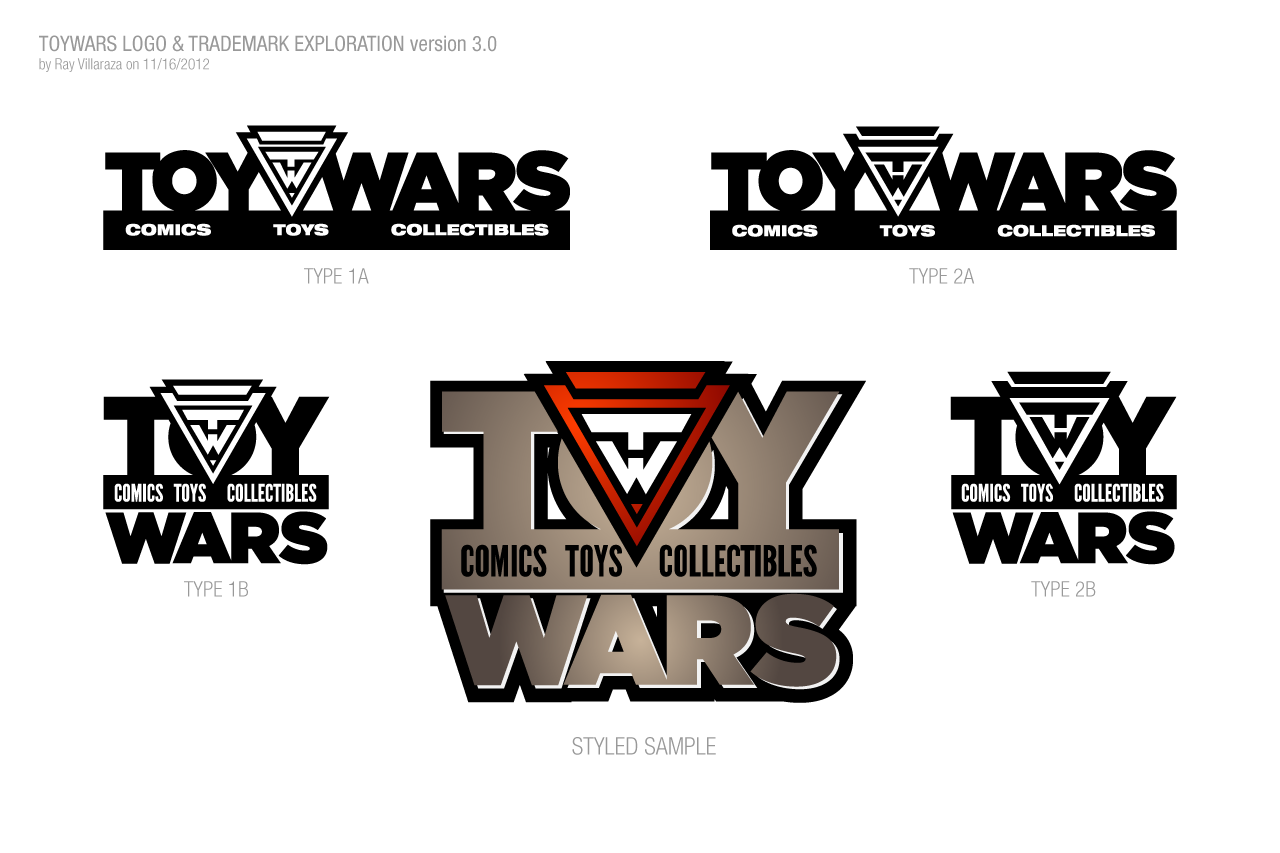 TOYWARS LOGO & TRADEMARK EXPLORATION version 3.0
by Ray Villaraza on 11/16/2012
TOY TW WARS
COMICS TOYS COLLECTIBLES
TYPE 1A
TOY TW WARS
COMICS TOYS COLLECTIBLES
TYPE 2A
TOY
TW
COMICS TOYS COLLECTIBLES
WARS
TYPE 1B
TOY
TW
COMICS TOYS COLLECTIBLES
WARS
STYLED SAMPLE
TOY
TW
COMICS TOYS COLLECTIBLES
WARS
TYPE 2B